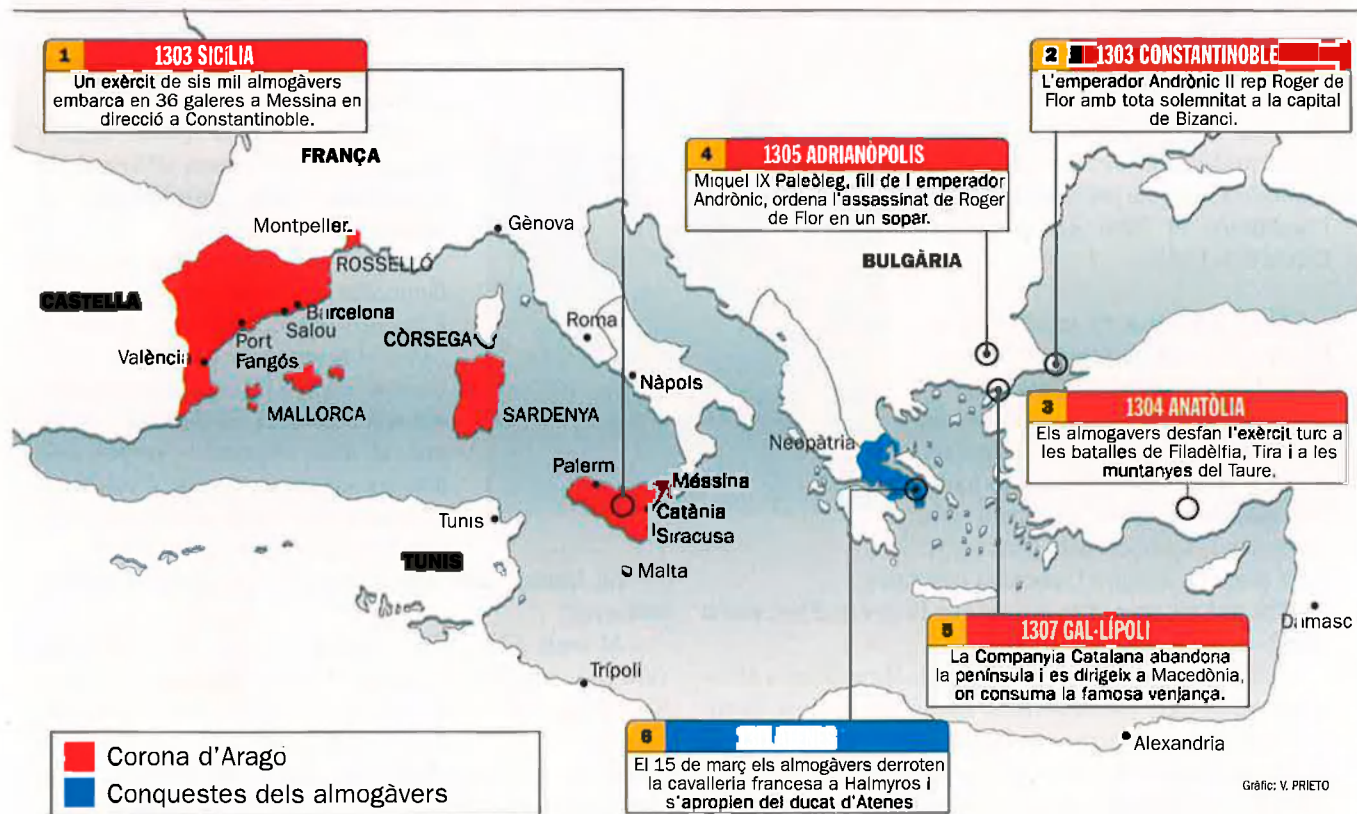 1
1303 SICÍLIA
Un exèrcit de sis mil almogàvers
embarca en 36 galeres a Messina en
direcció a Constantinoble.
2
1303 CONSTANTINOBLE
L'emperador Andrònic II rep Roger de
Flor amb tota solemnitat a la capital
de Bizanci.
FRANÇA
4
1305 ADRIANÒPOLIS
Miquel IX Paleòleg, fill de l emperador
Andrònic, ordena l'assassinat de Roger
de Flor en un sopar.
Montpeller
Gènova
ROSSELLÓ
BULGÀRIA
CASTELLA
Barcelona
Salou
Roma
CÒRSEGA
Port
Fangós
València
Nàpols
MALLORCA
SARDENYA
3
1304 ANATÒLIA
Els almogavers desfan l'exèrcit turc a
les batalles de Filadèlfia, Tira i a les
muntanyes del Taure.
Neopàtria
Palerm
Messina
Catània
Siracusa
Tunis
TUNIS
Malta
Damasc
5
1307 GAL·LÍPOLI
La Companyia Catalana abandona
la península i es dirigeix a Macedònia,
on consuma la famosa venjança.
Trípoli
Alexandria
6
El 15 de març els almogàvers derroten
la cavalleria francesa a Halmyros i
s'apropien del ducat d'Atenes
Corona d'Aragó
Conquestes dels almogàvers
Gràfic: V. PRIETO